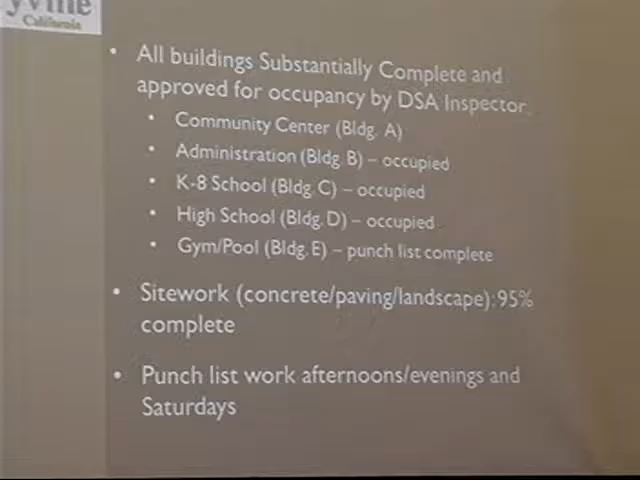 California
• All buildings Substantially Complete and
approved for occupancy by DSA Inspector
• Community Center (Bldg. A)
• Administration (Bldg. B) – occupied
• K-8 School (Bldg. C) – occupied
• High School (Bldg. D) – occupied
• Gym/Pool (Bldg. E) – punch list complete
• Sitework (concrete/paving/landscape): 95%
complete
• Punch list work afternoons/evenings and
Saturdays